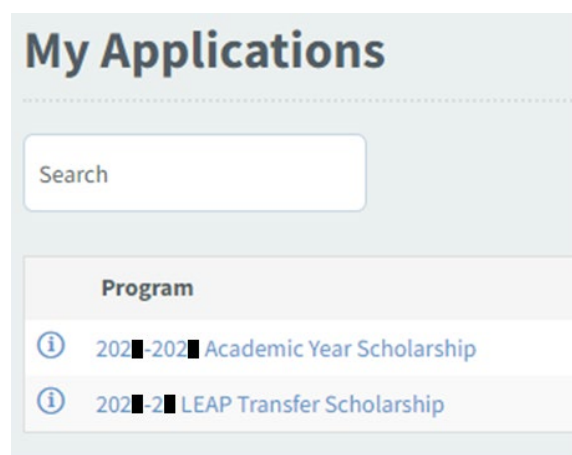 My Applications
Search
Program
202█-202█ Academic Year Scholarship
202█-2█ LEAP Transfer Scholarship